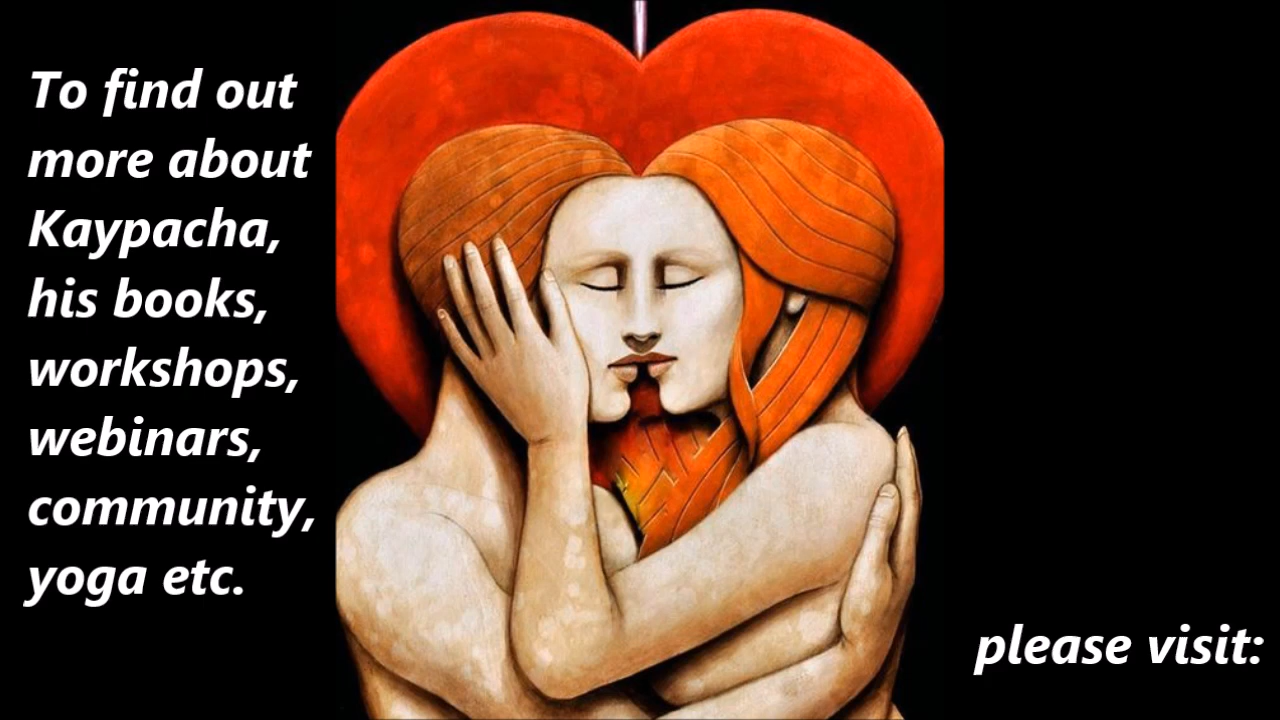 To find out
more about
Kaypacha,
his books,
workshops,
webinars,
community,
yoga etc.
please visit: